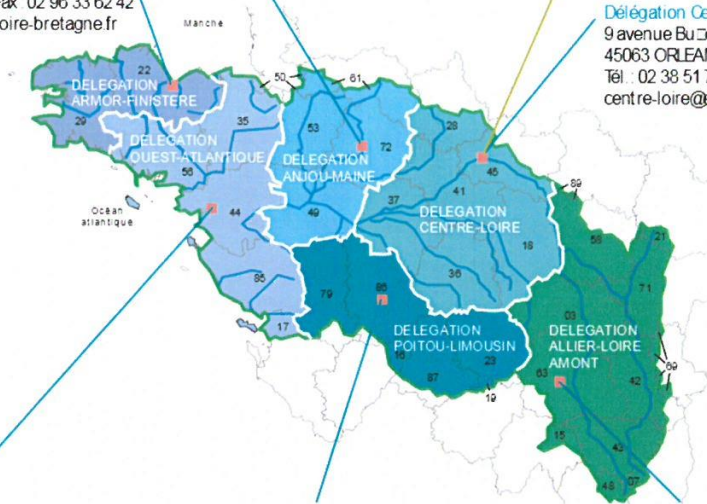 Fax : 02 96 33 62 42
loire-bretagne.fr
Manche
Délégation Ce
9 avenue Bu
45063 ORLEAN
Tél. : 02 38 51 7
centre-loire@e
22
DELEGATION
ARMOR-FINISTERE
29
35
DELEGATION
OUEST-ATLANTIQUE
56
50
61
53
72
DELEGATION
ANJOU-MAINE
28
45
41
37
49
44
Océan
atlantique
DELEGATION
CENTRE-LOIRE
18
36
89
58
21
71
85
17
79
86
DELEGATION
POITOU-LIMOUSIN
16
87
23
19
03
DELEGATION
ALLIER-LOIRE
AMONT
63
69
42
15
43
48
07